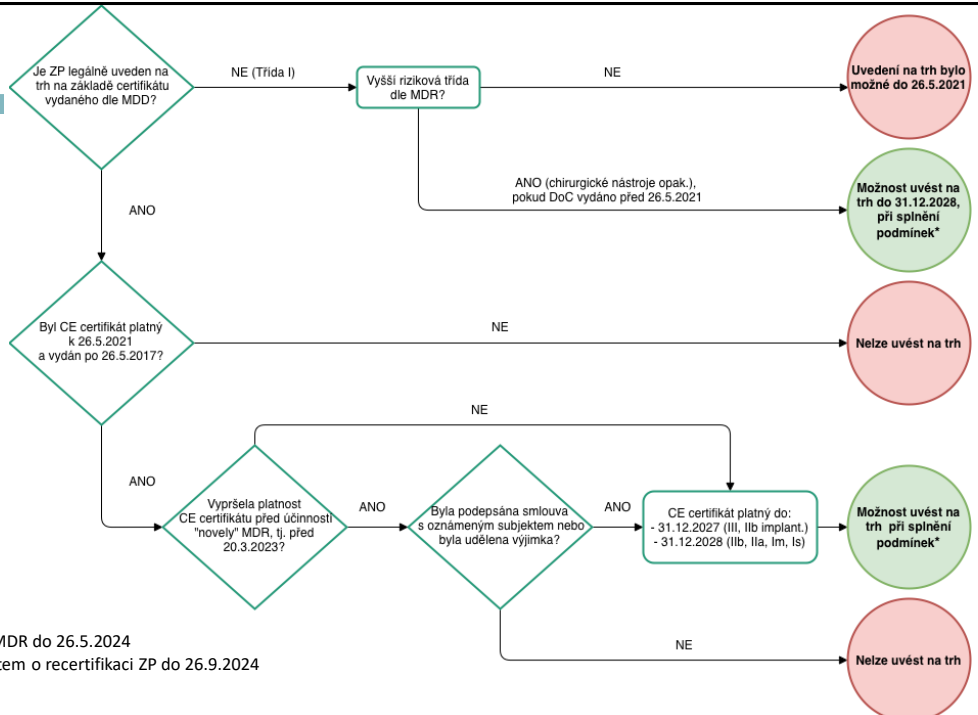 Je ZP legálně uveden na
trh na základě certifikátu
vydaného dle MDD?
NE (Třída I)
Vyšší riziková třída
dle MDR?
NE
Uvedení na trh bylo
možné do 26.5.2021
ANO (chirurgické nástroje opak.),
pokud DoC vydáno před 26.5.2021
Možnost uvést na
trh do 31.12.2028,
při splnění
podmínek*
ANO
Byl CE certifikát platný
k 26.5.2021
a vydán po 26.5.2017?
NE
Nelze uvést na trh
NE
ANO
Vypršela platnost
CE certifikátu před účinnosti
"novely" MDR, tj. před
20.3.2023?
ANO
Byla podepsána smlouva
s oznámeným subjektem nebo
byla udělena výjimka?
ANO
CE certifikát platný do:
- 31.12.2027 (III, IIb implant.)
- 31.12.2028 (IIb, IIa, Im, Is)
Možnost uvést na
trh při splnění
podmínek*
NE
Nelze uvést na trh
MDR do 26.5.2024
tem o recertifikaci ZP do 26.9.2024